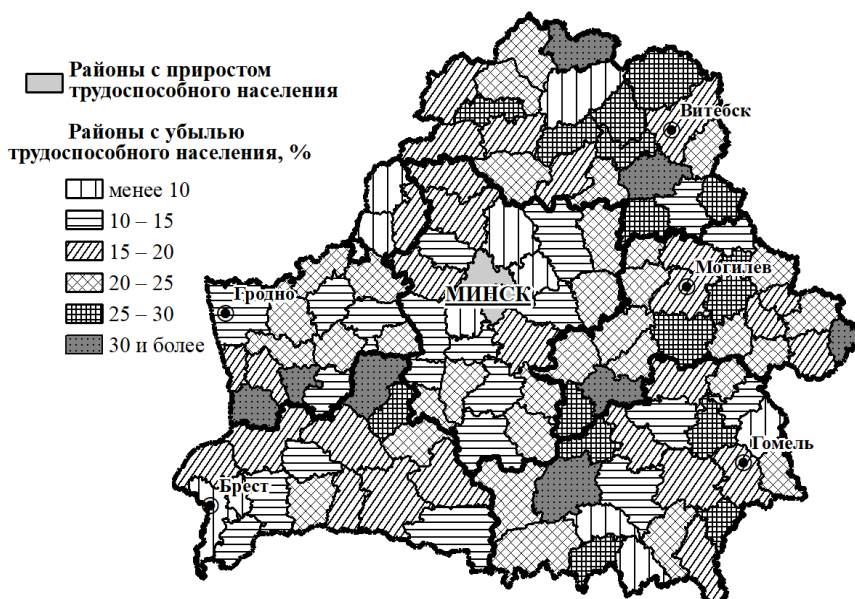 Районы с приростом
трудоспособного населения
Районы с убылью
трудоспособного населения, %
менее 10
10 – 15
15 – 20
20 – 25
25 – 30
30 и более
Витебск
Могилев
Гродно
МИНСК
Гомель
Брест